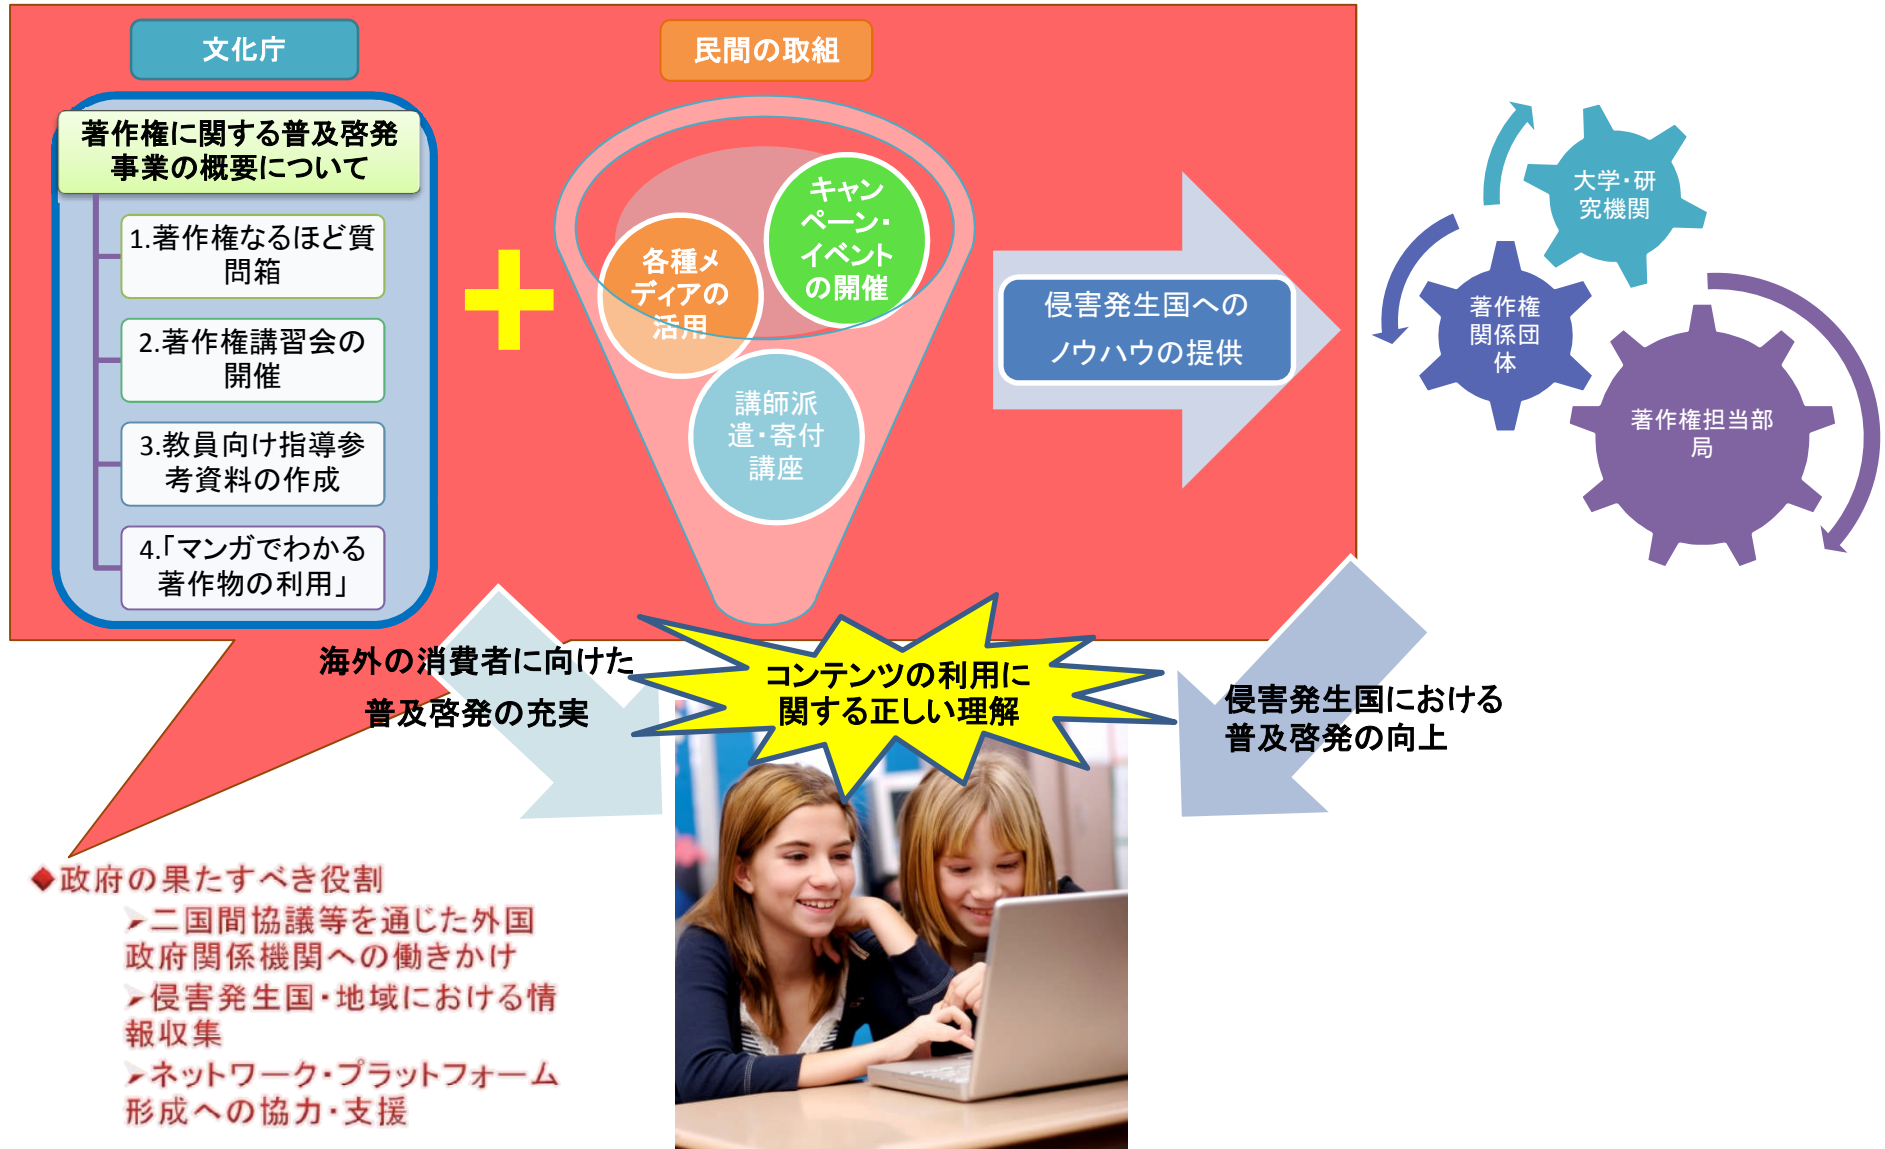 文化庁
著作権に関する普及啓発
事業の概要について
1.著作権なるほど質
問箱
2.著作権講習会の
開催
3.教員向け指導参
考資料の作成
4.「マンガでわかる
著作物の利用」
民間の取組
キャン
ペーン・
イベント
の開催
各種メ
ディアの
活用
講師派
遣・寄付
講座
侵害発生国への
ノウハウの提供
大学・研
究機関
著作権
関係団
体
著作権担当部
局
海外の消費者に向けた
普及啓発の充実
コンテンツの利用に
関する正しい理解
侵害発生国における
普及啓発の向上
◆政府の果たすべき役割
➢二国間協議等を通じた外国
政府関係機関への働きかけ
➢侵害発生国・地域における情
報収集
➢ネットワーク・プラットフォーム
形成への協力・支援